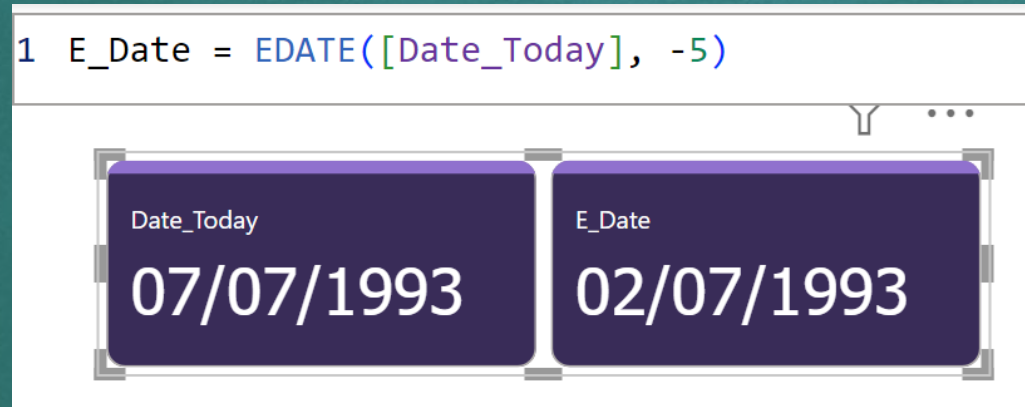 1 E_Date = EDATE([Date_Today], -5)
Date_Today
07/07/1993
E_Date
02/07/1993